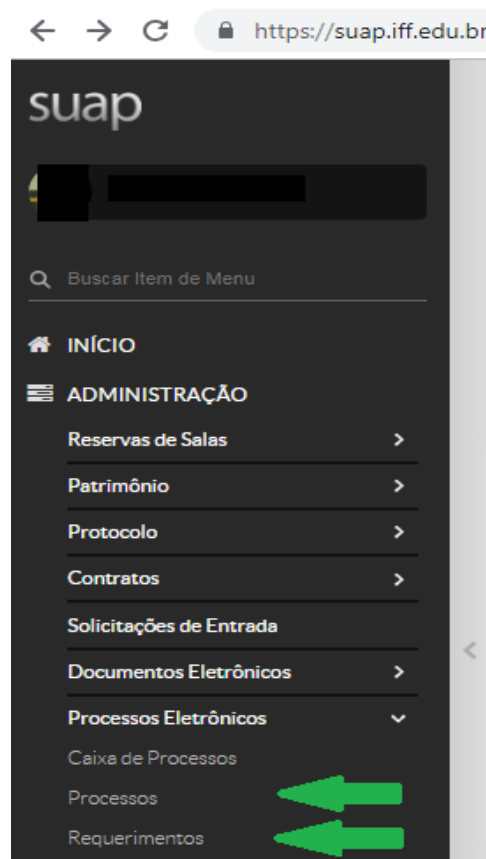 https://suap.iff.edu.br
suap
Buscar Item de Menu
INÍCIO
ADMINISTRAÇÃO
Reservas de Salas
Patrimônio
Protocolo
Contratos
Solicitações de Entrada
Documentos Eletrônicos
Processos Eletrônicos
Caixa de Processos
Processos
Requerimentos